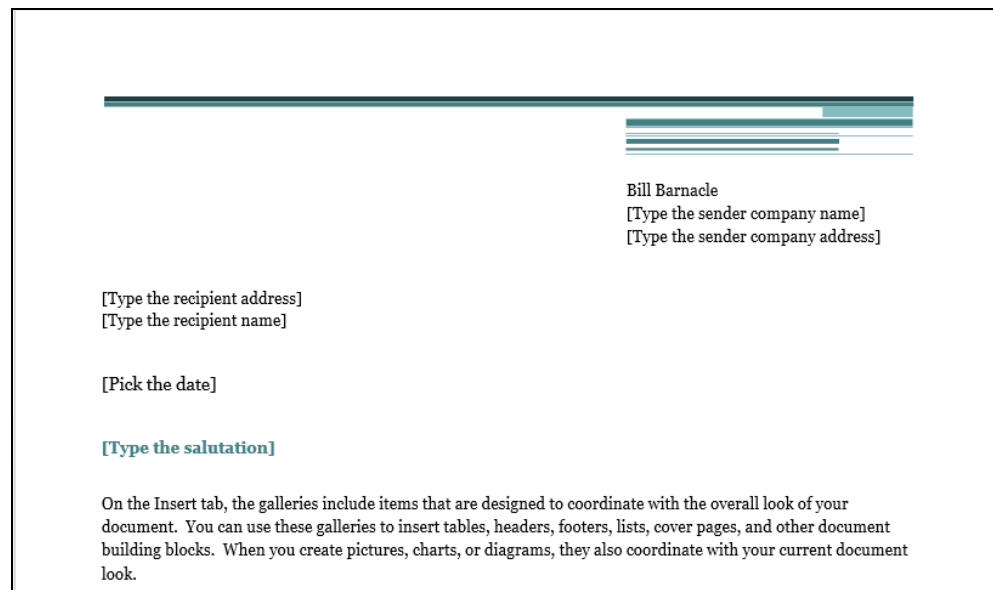 Bill Barnacle
[Type the sender company name]
[Type the sender company address]
[Type the recipient address]
[Type the recipient name]
[Pick the date]
[Type the salutation]
On the Insert tab, the galleries include items that are designed to coordinate with the overall look of your
document.  You can use these galleries to insert tables, headers, footers, lists, cover pages, and other document
building blocks.  When you create pictures, charts, or diagrams, they also coordinate with your current document
look.